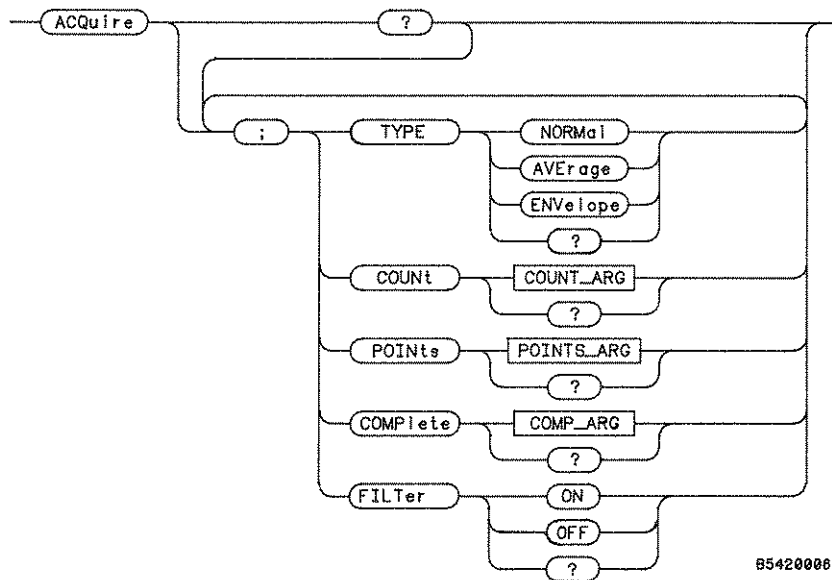 ACQuire
?
;
TYPE
NORMal
AVErage
ENVelope
?
COUNt
COUNT_ARG
?
POINts
POINTS_ARG
?
COMPlete
COMP_ARG
?
FILTer
ON
OFF
?
85420006